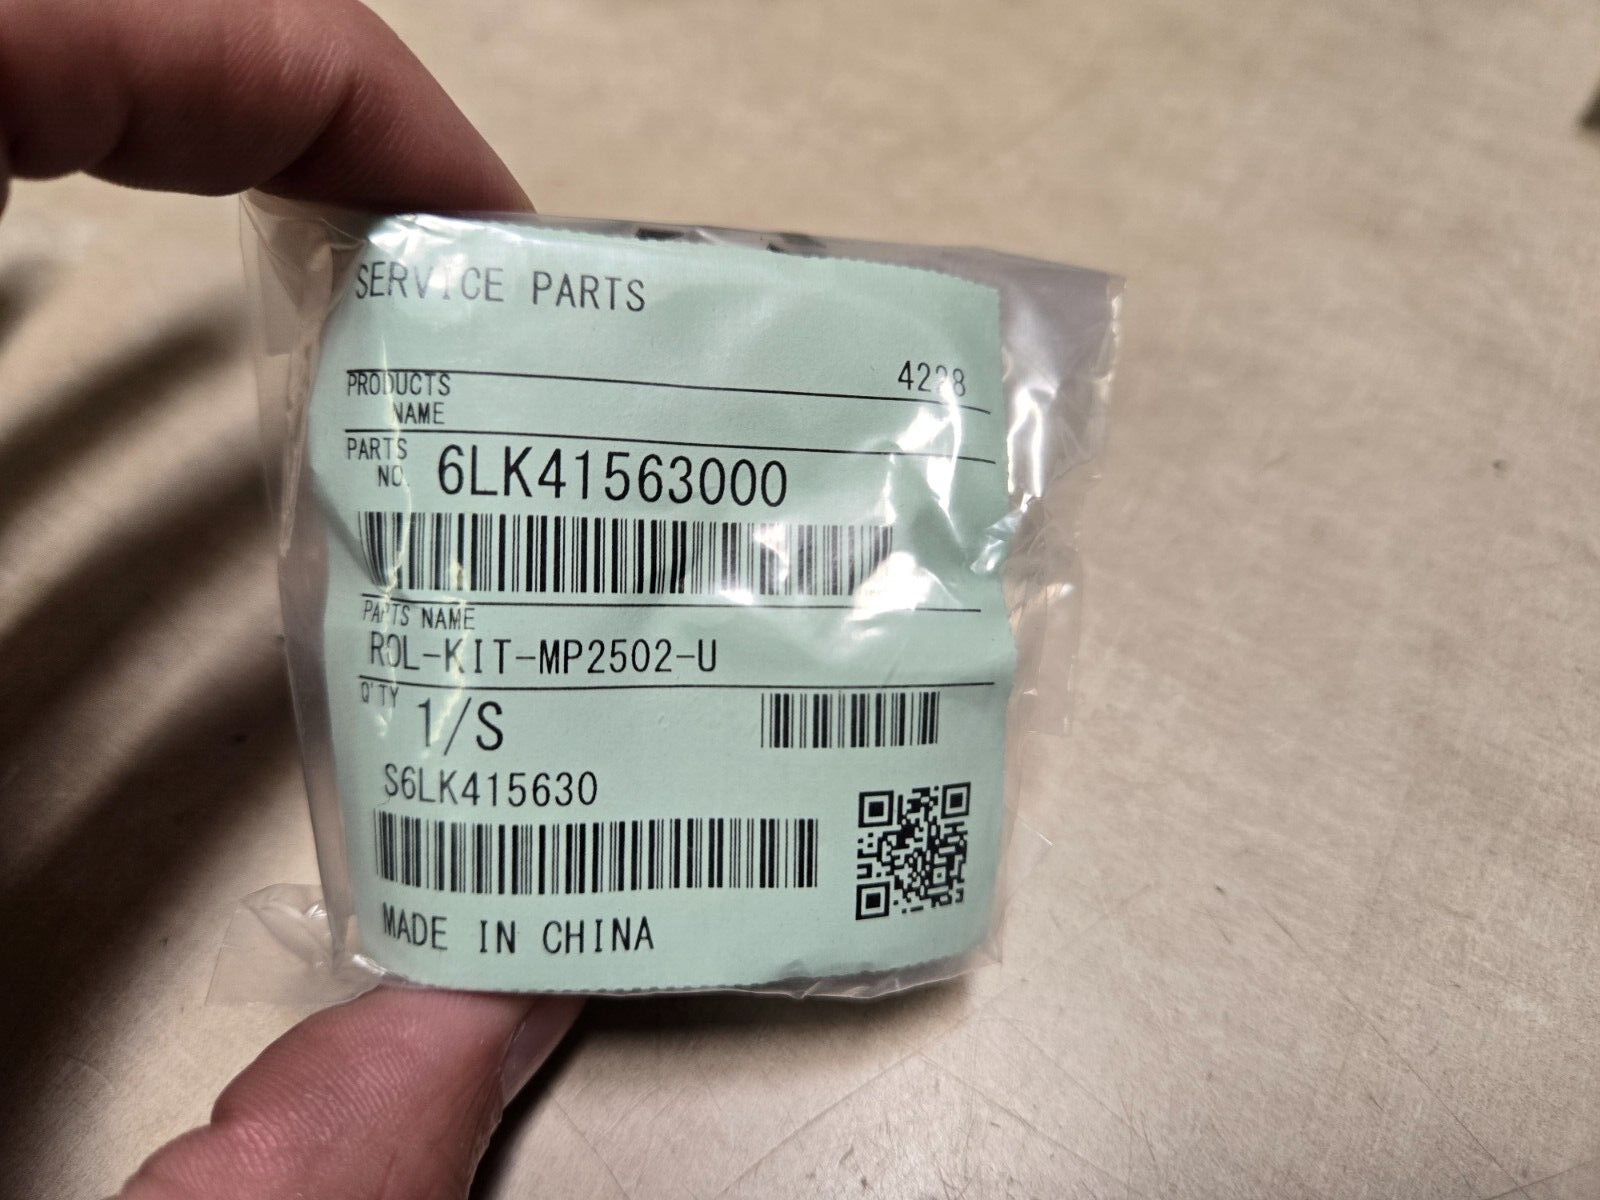 SERVICE PARTS
4228
PRODUCTS
NAME
PARTS
NO. 6LK41563000
PARTS NAME
ROL-KIT-MP2502-U
Q'TY 1/S
S6LK415630
MADE IN CHINA